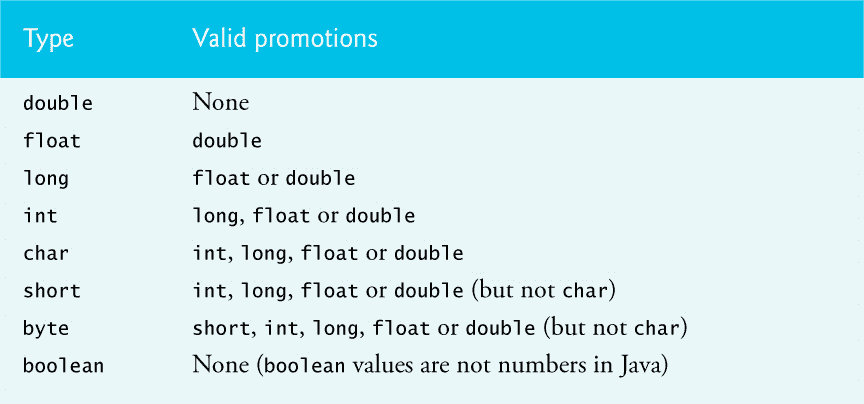 Type Valid promotions
double None
float double
long float or double
int long, float or double
char int, long, float or double
short int, long, float or double (but not char)
byte short, int, long, float or double (but not char)
boolean None (boolean values are not numbers in Java)